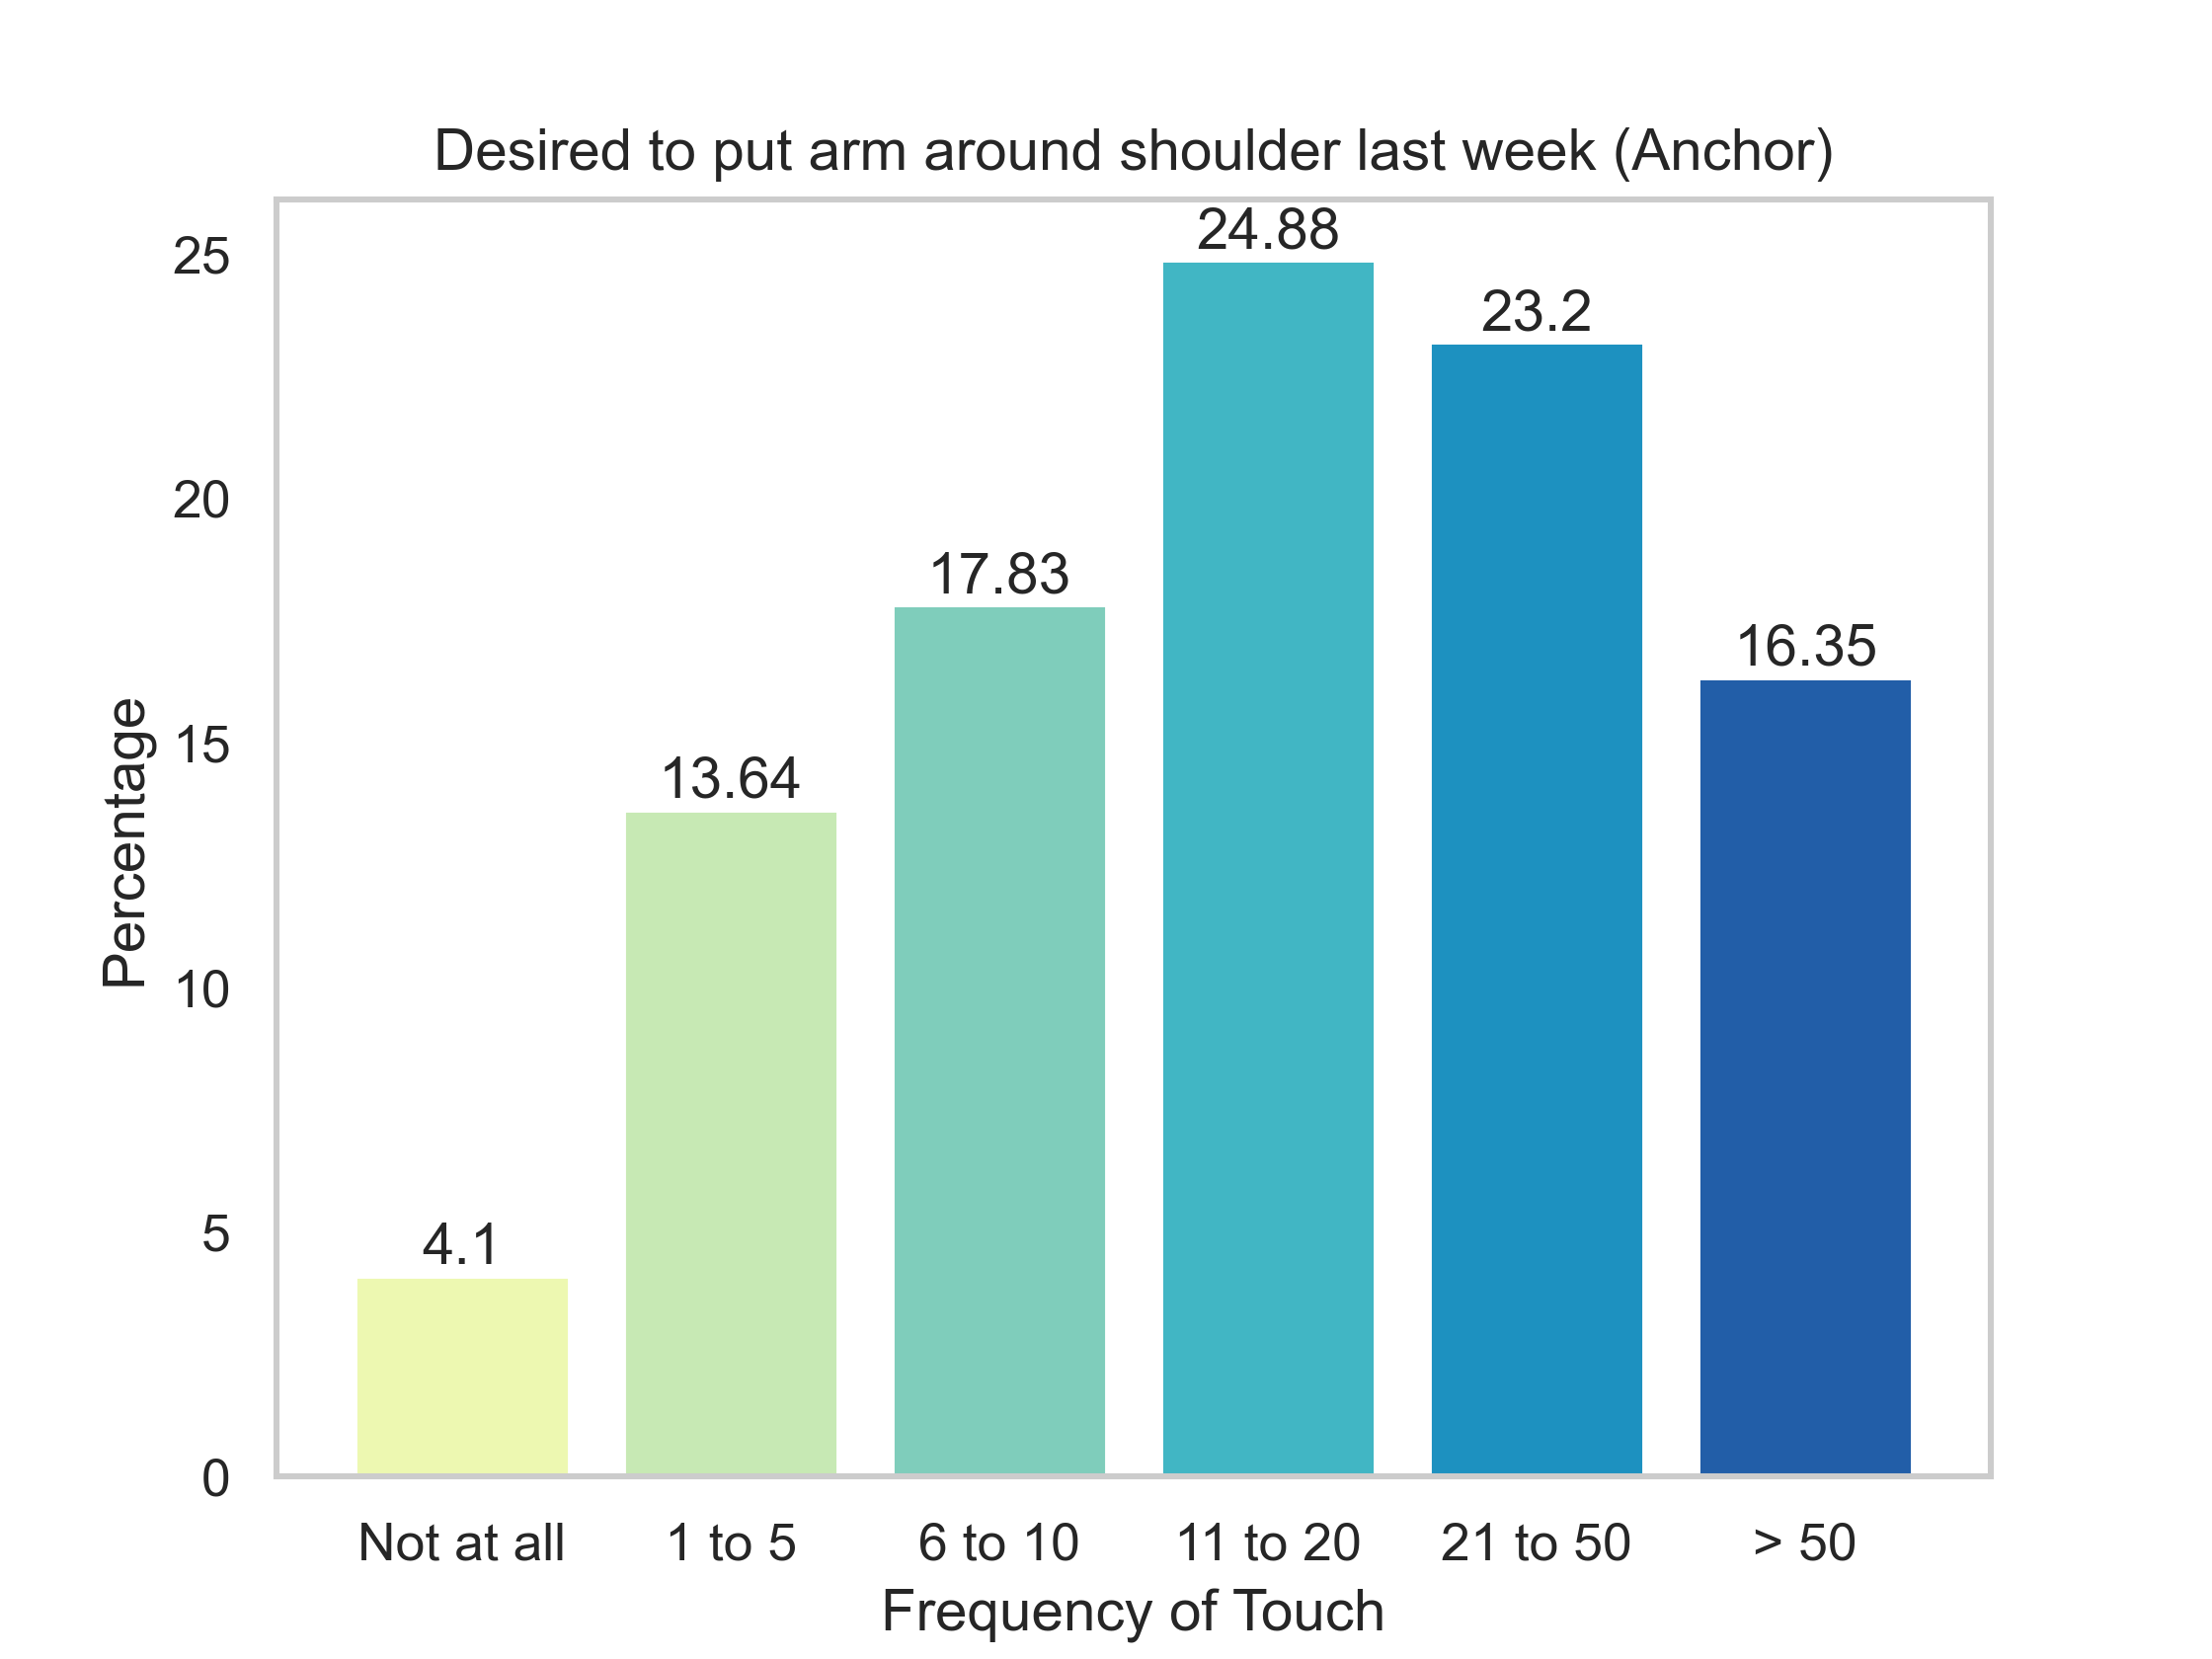 Desired to put arm around shoulder last week (Anchor)
25
20
15
10
5
0
Percentage
4.1
13.64
17.83
24.88
23.2
16.35
Not at all
1 to 5
6 to 10
11 to 20
21 to 50
> 50
Frequency of Touch